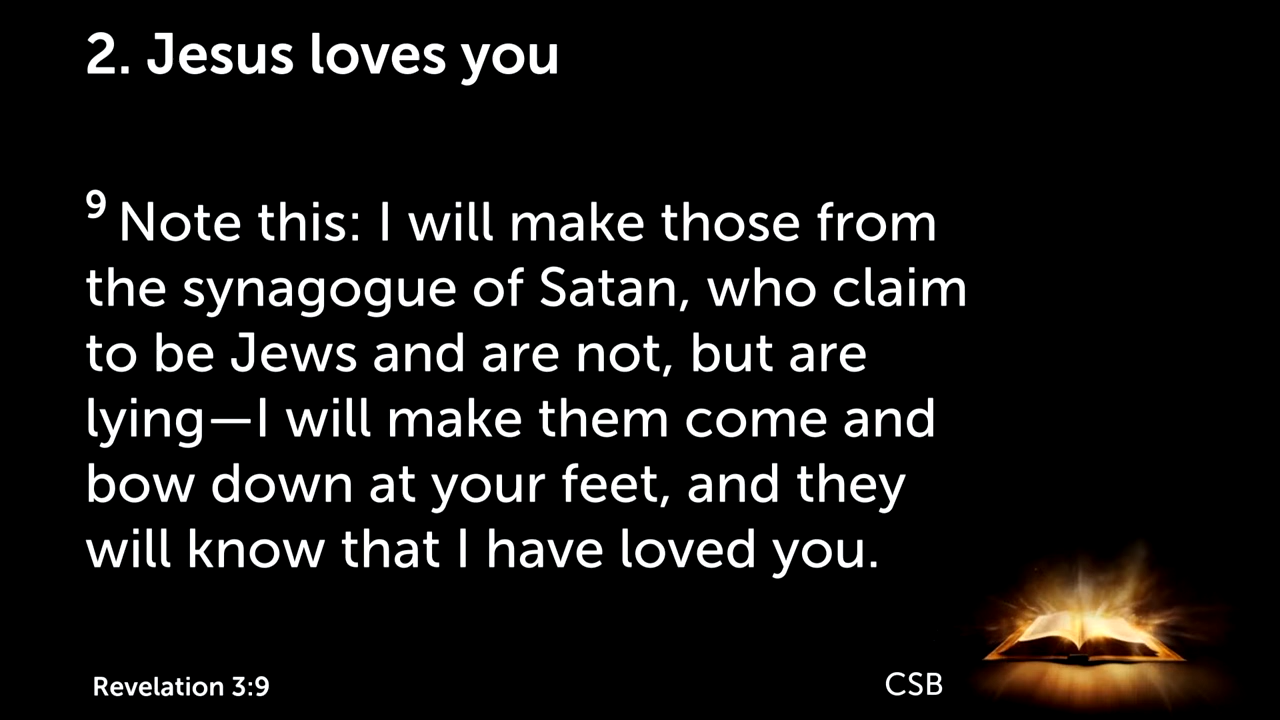 2. Jesus loves you
9 Note this: I will make those from
the synagogue of Satan, who claim
to be Jews and are not, but are
lying—I will make them come and
bow down at your feet, and they
will know that I have loved you.
Revelation 3:9
CSB